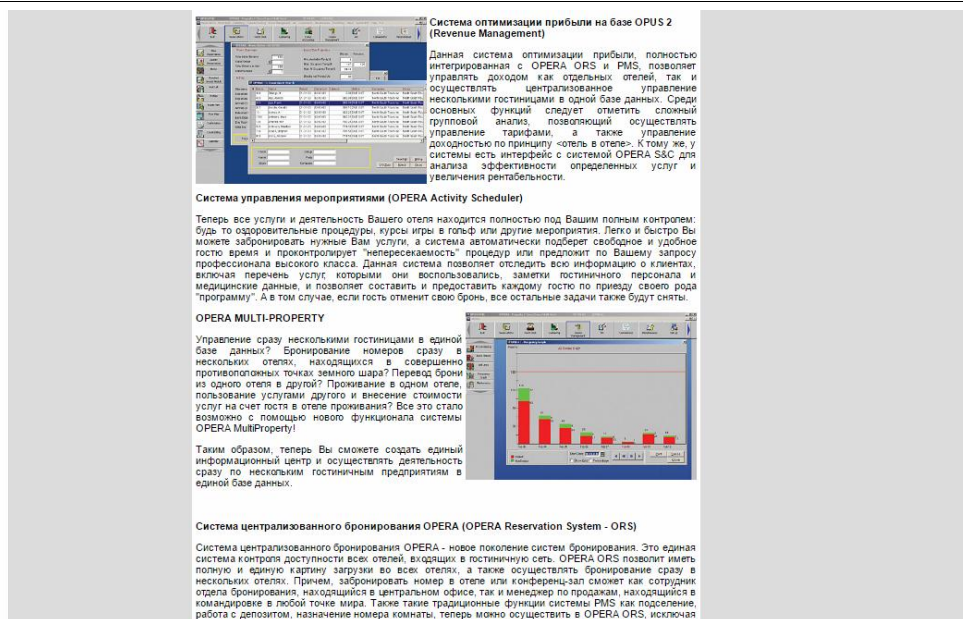 Система оптимизации прибыли на базе OPUS 2
(Revenue Management)
Данная система оптимизации прибыли, полностью
интегрированная с OPERA ORS и PMS, позволяет
управлять доходом как отдельных отелей, так и
осуществлять централизованное управление
несколькими гостиницами в одной базе данных. Среди
основных функций следует отметить сложный
групповой анализ, позволяющий осуществлять
управление тарифами, а также управление
доходностью по принципу <отель в отеле>. К тому же, у
системы есть интерфейс с системой OPERA S&C для
анализа эффективности определенных услуг и
увеличения рентабельности.
Система управления мероприятиями (OPERA Activity Scheduler)
Теперь все услуги и деятельность Вашего отеля находится полностью под Вашим полным контролем:
будь то оздоровительные процедуры, курсы игры в гольф или другие мероприятия. Легко и быстро Вы
можете забронировать нужные Вам услуги, а система автоматически подберет свободное и удобное
гостю время и проконтролирует "непересекаемость" процедур или предложит по Вашему запросу
профессионала высокого класса. Данная система позволяет отследить всю информацию о клиентах,
включая перечень услуг, которыми они воспользовались, заметки гостиничного персонала и
медицинские данные, и позволяет составить и предоставить каждому гостю по приезду своего рода
"программу". А в том случае, если гость отменит свою бронь, все остальные задачи также будут сняты.
OPERA MULTI-PROPERTY
Управление сразу несколькими гостиницами в единой
базе данных? Бронирование номеров сразу в
нескольких отелях, находящихся в совершенно
противоположных точках земного шара? Перевод брони
из одного отеля в другой? Проживание в одном отеле,
пользование услугами другого и внесение стоимости
услуг на счет гостя в отеле проживания? Все это стало
возможно с помощью нового функционала системы
OPERA MultiProperty!
Таким образом, теперь Вы сможете создать единый
информационный центр и осуществлять деятельность
сразу по нескольким гостиничным предприятиям в
единой базе данных.
Система централизованного бронирования OPERA (OPERA Reservation System - ORS)
Система централизованного бронирования OPERA - новое поколение систем бронирования. Это единая
система контроля доступности всех отелей, входящих в гостиничную сеть. OPERA ORS позволит иметь
полную и единую картину загрузки во всех отелях, а также осуществлять бронирование сразу в
нескольких отелях. Причем, забронировать номер в отеле или конференц-зал сможет как сотрудник
отдела бронирования, находящийся в центральном офисе, так и менеджер по продажам, находящийся в
командировке в любой точке мира. Также такие традиционные функции системы PMS как подселение,
работа с депозитом, назначение номера комнаты, теперь можно осуществить в OPERA ORS, исключая